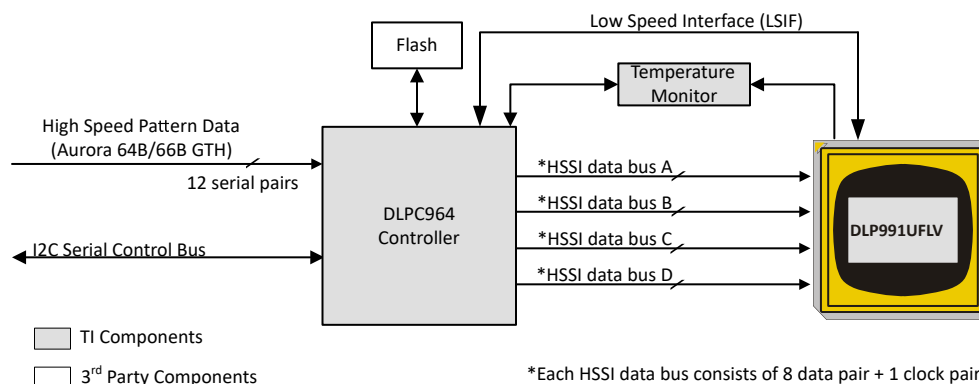 Low Speed Interface (LSIF)
Flash
Temperature
Monitor
High Speed Pattern Data
(Aurora 64B/66B GTH)
12 serial pairs
*HSSI data bus A
*HSSI data bus B
DLPC964
Controller
DLP991UFLV
*HSSI data bus C
I2C Serial Control Bus
*HSSI data bus D
TI Components
3rd Party Components
*Each HSSI data bus consists of 8 data pair + 1 clock pair